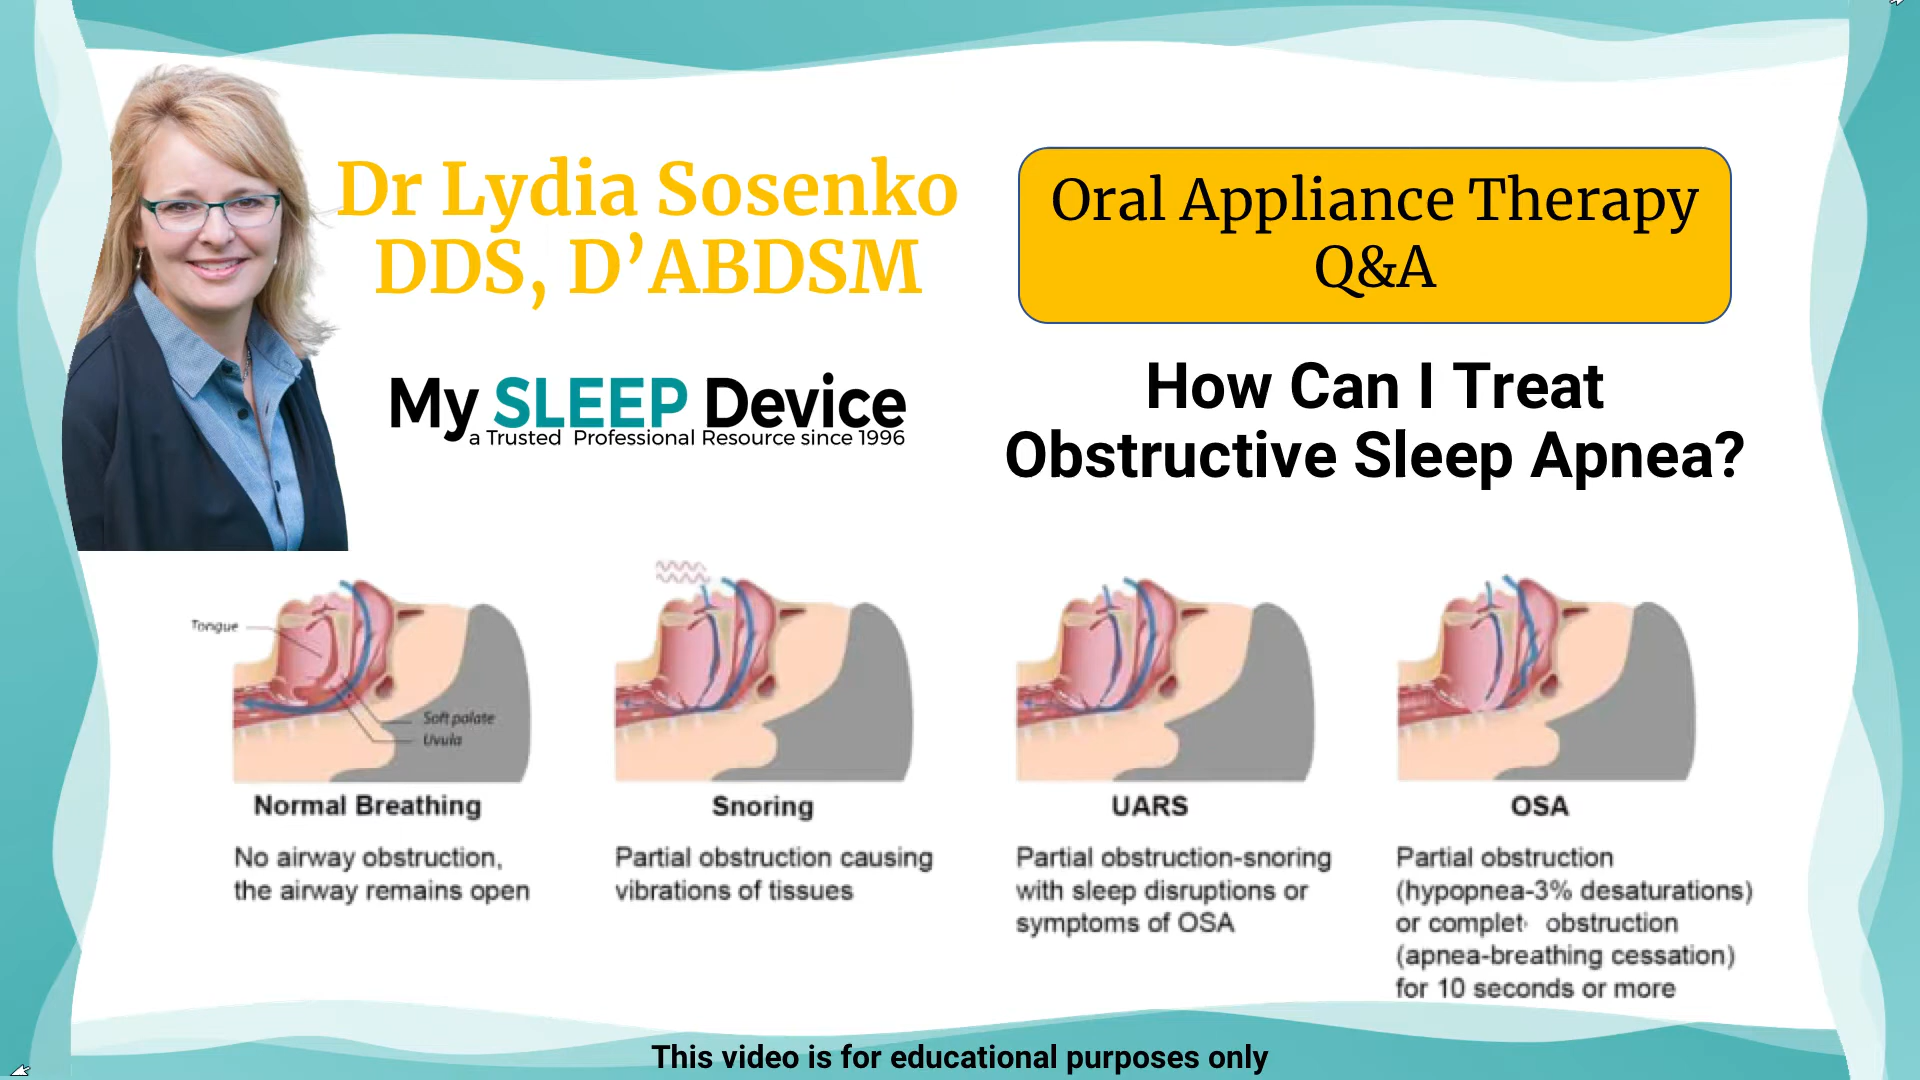 Dr Lydia Sosenko
DDS, D’ABDSM
My SLEEP Device
a Trusted Professional Resource since 1996
Oral Appliance Therapy
Q&A
How Can I Treat
Obstructive Sleep Apnea?
Tongue
Soft palate
Uvula
Normal Breathing
No airway obstruction,
the airway remains open
Snoring
Partial obstruction causing
vibrations of tissues
UARS
Partial obstruction-snoring
with sleep disruptions or
symptoms of OSA
OSA
Partial obstruction
(hypopnea-3% desaturations)
or complet obstruction
(apnea-breathing cessation)
for 10 seconds or more
This video is for educational purposes only